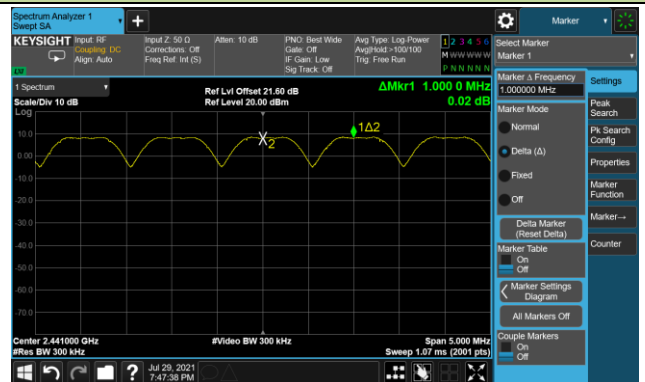 Spectrum Analyzer 1
Swept SA
Marker
KEYSIGHT
Input: RF
Coupling: DC
Align: Auto
Input Z: 50 Ω
Corrections: Off
Freq Ref: Int (S)
Atten: 10 dB
PNO: Best Wide
Gate: Off
IF Gain: Low
Sig Track: Off
Avg Type: Log-Power
Avg|Hold:>100/100
Trig: Free Run
1 2 3 4 5 6
M W W W W W
P N N N N N
Select Marker
Marker 1
1 Spectrum
Scale/Div 10 dB
Log
Ref Lvl Offset 21.60 dB
Ref Level 20.00 dBm
ΔMkr1 1.000 0 MHz
0.02 dB
10.0
0.00
-10.0
-20.0
-30.0
-40.0
-50.0
-60.0
-70.0
2
1Δ2
Center 2.441000 GHz
#Res BW 300 kHz
#Video BW 300 kHz
Span 5.000 MHz
Sweep 1.07 ms (2001 pts)
Marker Δ Frequency
1.000000 MHz
Marker Mode
Normal
Delta (Δ)
Fixed
Off
Delta Marker
(Reset Delta)
Marker Table
On
Off
Marker Settings
Diagram
All Markers Off
Couple Markers
On
Off
Settings
Peak
Search
Pk Search
Config
Properties
Marker
Function
Marker→
Counter
Jul 29, 2021
7:47:38 PM